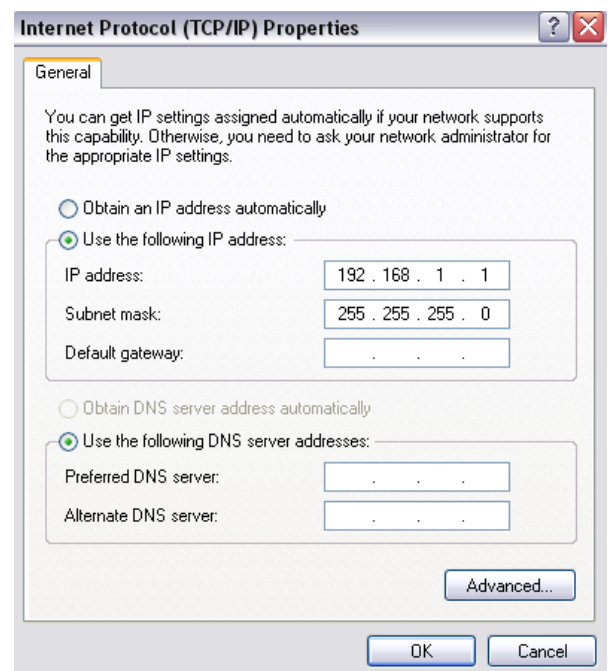 Internet Protocol (TCP/IP) Properties
General
You can get IP settings assigned automatically if your network supports
this capability. Otherwise, you need to ask your network administrator for
the appropriate IP settings.
Obtain an IP address automatically
Use the following IP address:
IP address: 192 . 168 . 1 . 1
Subnet mask: 255 . 255 . 255 . 0
Default gateway: . . .
Obtain DNS server address automatically
Use the following DNS server addresses:
Preferred DNS server: . . .
Alternate DNS server: . . .
Advanced...
OK Cancel